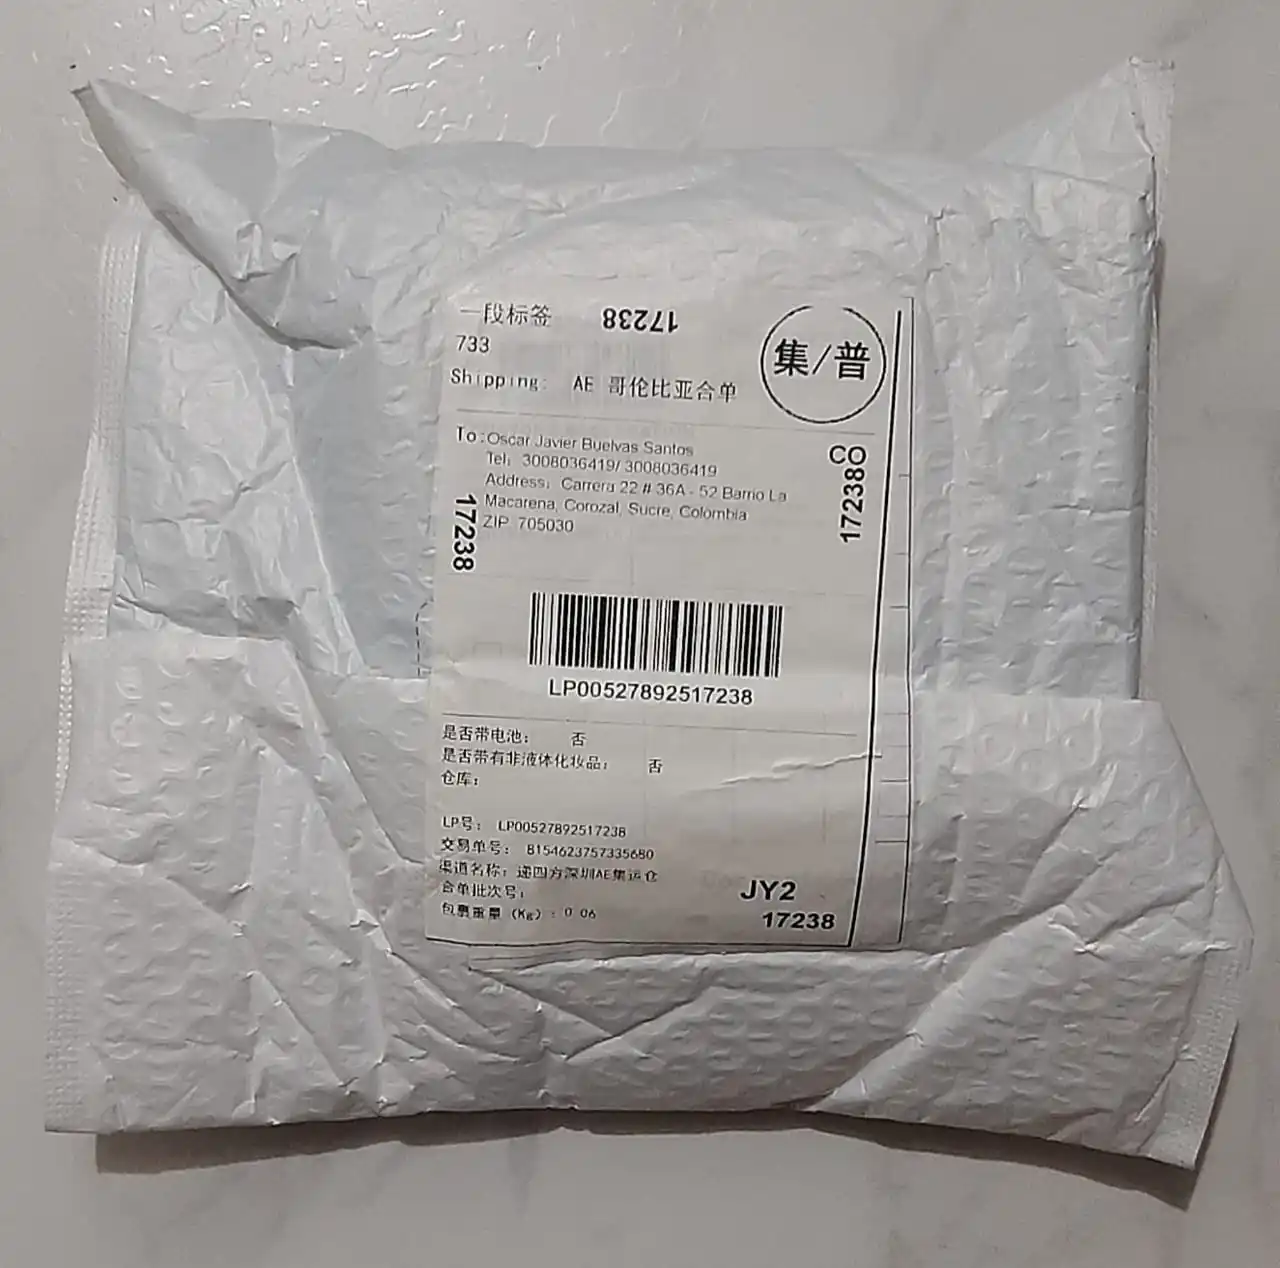 一段标签 17238
733
集/普
Shipping: AE 哥伦比亚合单
To:Oscar Javier Buelvas Santos
Tel: 3008036419/ 3008036419
Address: Carrera 22 # 36A - 52 Barrio La
Macarena, Corozal, Sucre, Colombia
ZIP 705030
CO
17238
17238
LP00527892517238
是否带电池: 否
是否带有非液体化妆品: 否
仓库:
LP号: LP00527892517238
交易单号: 8154623757335680
渠道名称: 递四方深圳AE集运仓
合单批次号:
包裹重量 (Kg) : 0.06
JY2
17238